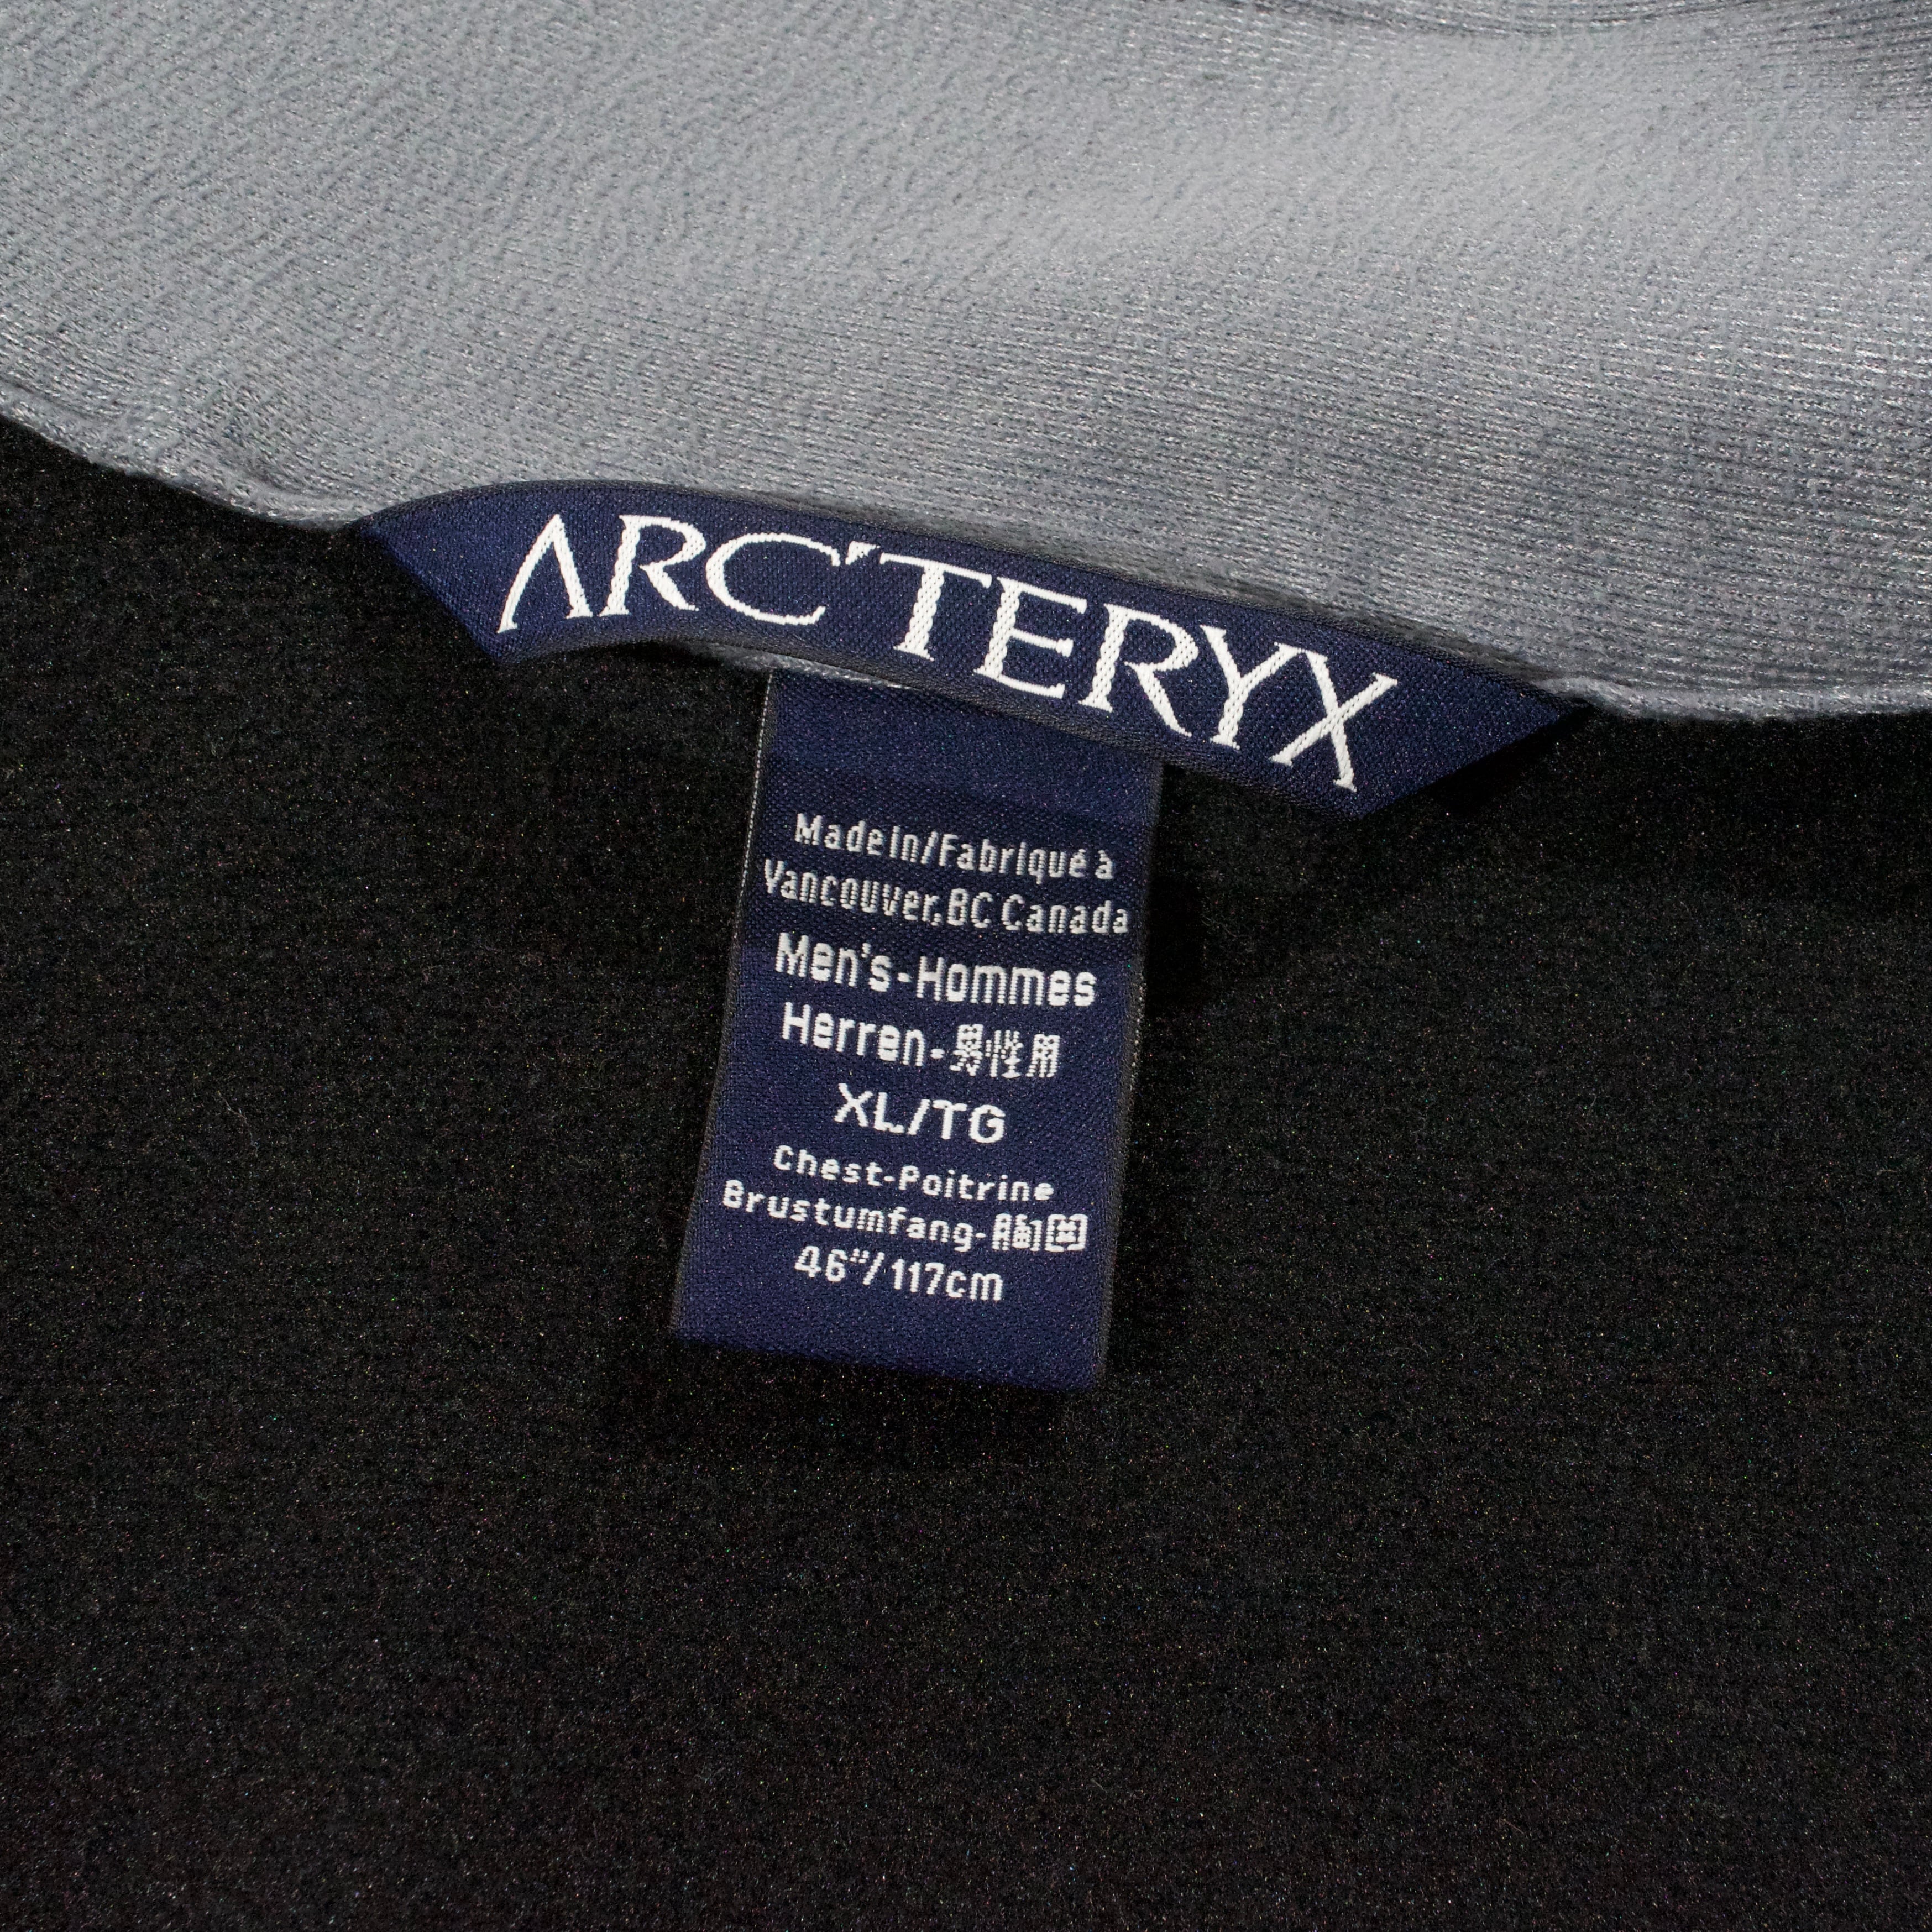 ARC'TERYX
Made in/Fabriqué à
Vancouver, BC Canada
Men's-Hommes
Herren-男性用
XL/TG
Chest-Poitrine
Brustumfang-胸囲
46"/117cm